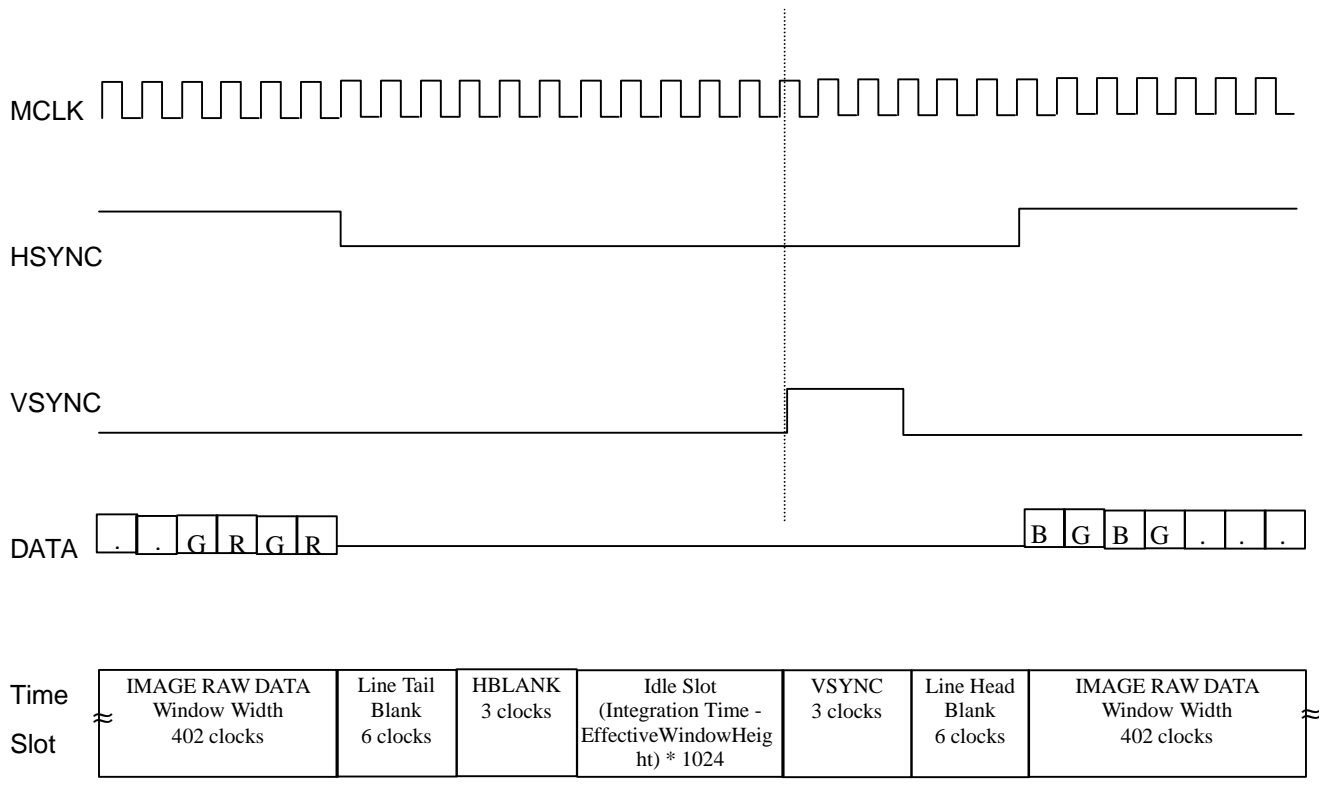 MCLK
HSYNC
VSYNC
DATA
. . G R G R
B G B G . . .
Time
Slot
IMAGE RAW DATA
Window Width
402 clocks
Line Tail
Blank
6 clocks
HBLANK
3 clocks
Idle Slot
(Integration Time -
EffectiveWindowHeig
ht) * 1024
VSYNC
3 clocks
Line Head
Blank
6 clocks
IMAGE RAW DATA
Window Width
402 clocks